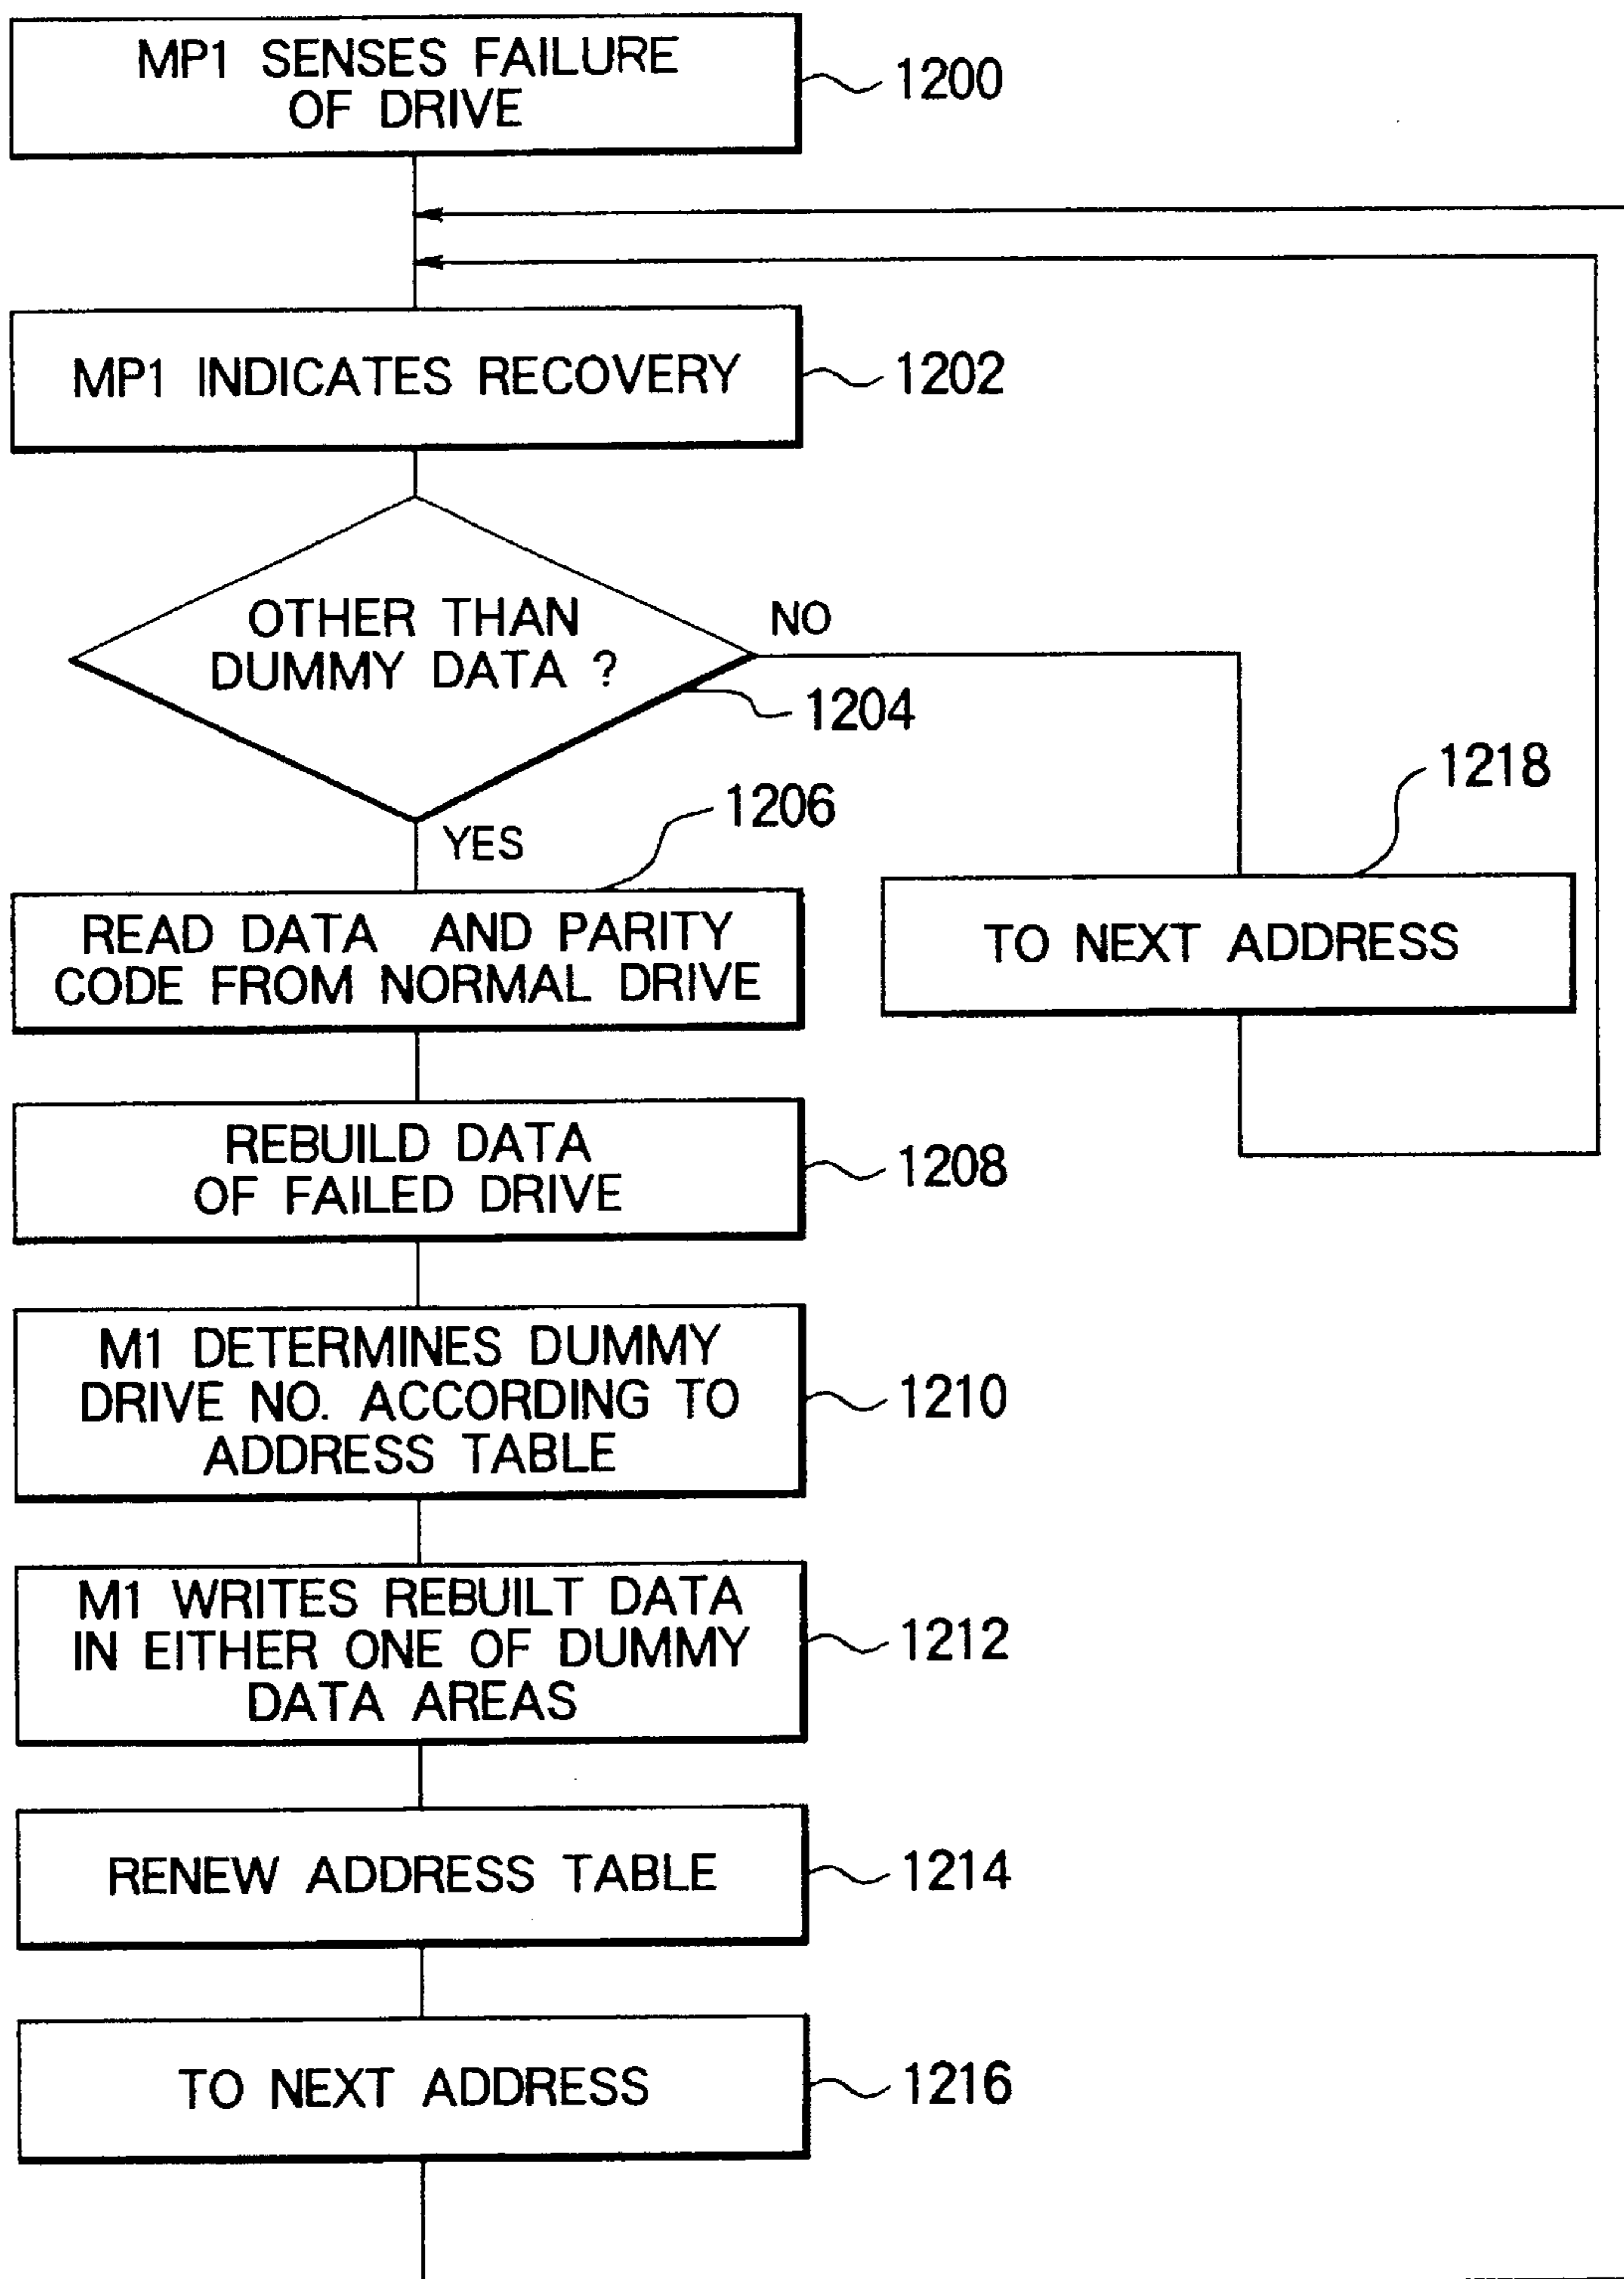 MP1 SENSES FAILURE
OF DRIVE
1200
MP1 INDICATES RECOVERY
1202
OTHER THAN
DUMMY DATA ?
NO
1204
1218
1206
YES
READ DATA AND PARITY
CODE FROM NORMAL DRIVE
TO NEXT ADDRESS
REBUILD DATA
OF FAILED DRIVE
1208
M1 DETERMINES DUMMY
DRIVE NO. ACCORDING TO
ADDRESS TABLE
1210
M1 WRITES REBUILT DATA
IN EITHER ONE OF DUMMY
DATA AREAS
1212
RENEW ADDRESS TABLE
1214
TO NEXT ADDRESS
1216